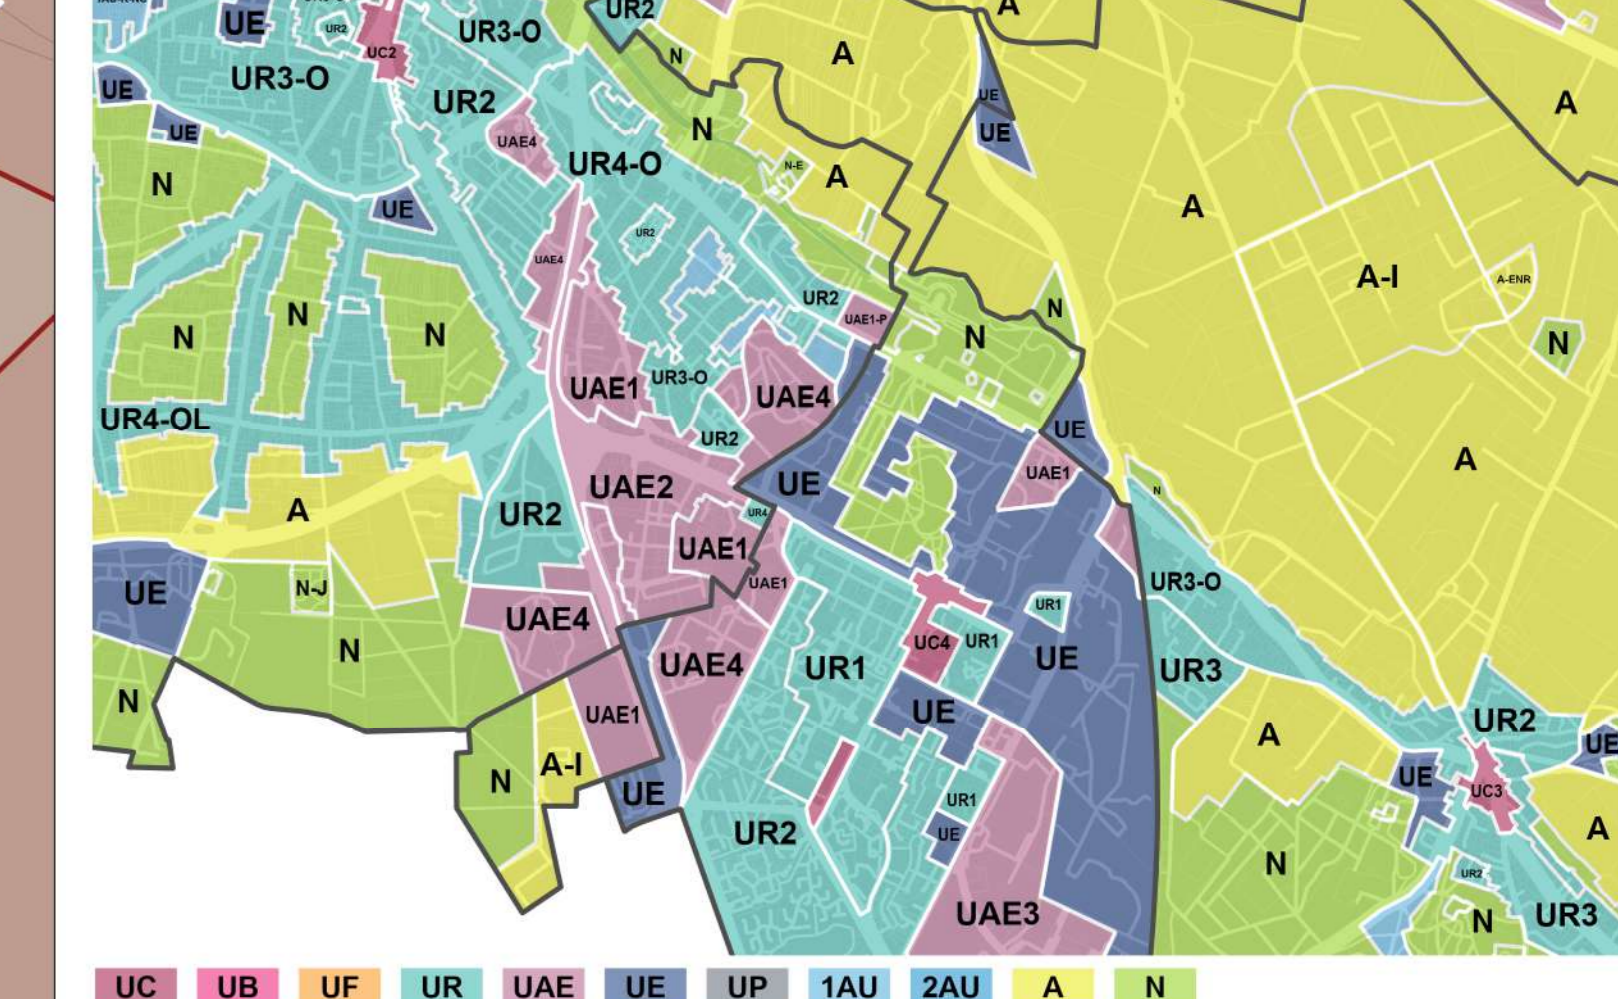 UE
UR2
UC2
UR3-O
UR2
A
A
UR3-O
UE
UR2
N
A
UE
A
UE
UAE4
UR4-O
N
UE
N
N-E
A
UE
A
UR2
UAE4
A-I
A-ENR
N
N
N
UR2
UAE1-P
N
N
N
UAE1
UR3-O
UAE4
UR4-OL
UR2
UE
A
UAE2
UE
UAE1
N
A
UR2
UR4
UAE1
UAE1
UE
N-J
UAE4
UR3-O
UR1
N
UAE4
UR1
UC4
UR1
UE
UR3
N
UAE1
UE
A
UR2
UE
N
A-I
UE
UE
UC3
UR1
UR2
UE
A
N
UR2
UAE3
N
UR3
UC UB UF UR UAE UE UP 1AU 2AU A N